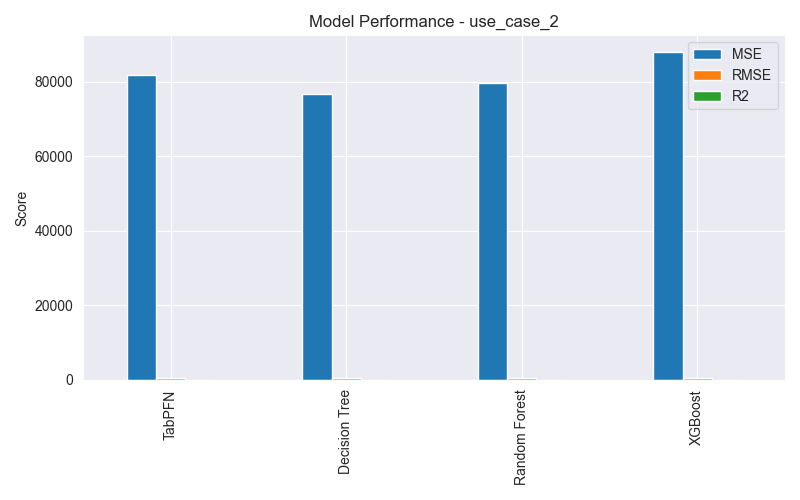 Model Performance - use_case_2
MSE
RMSE
R2
Score
80000
60000
40000
20000
0
TabPFN
Decision Tree
Random Forest
XGBoost